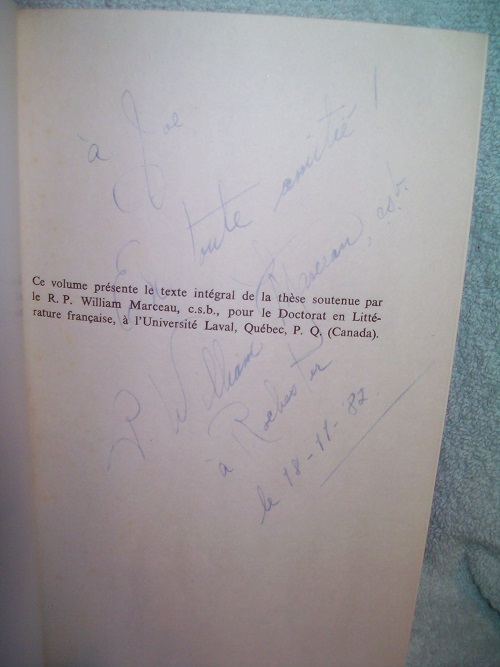 à Joe
En toute amitié !
Ce volume présente le texte intégral de la thèse soutenue par
le R. P. William Marceau, c.s.b., pour le Doctorat en Litté-
rature française, à l'Université Laval, Québec, P. Q. (Canada).
P. William Marceau, csb.
à Rochester
le 18-11-'82